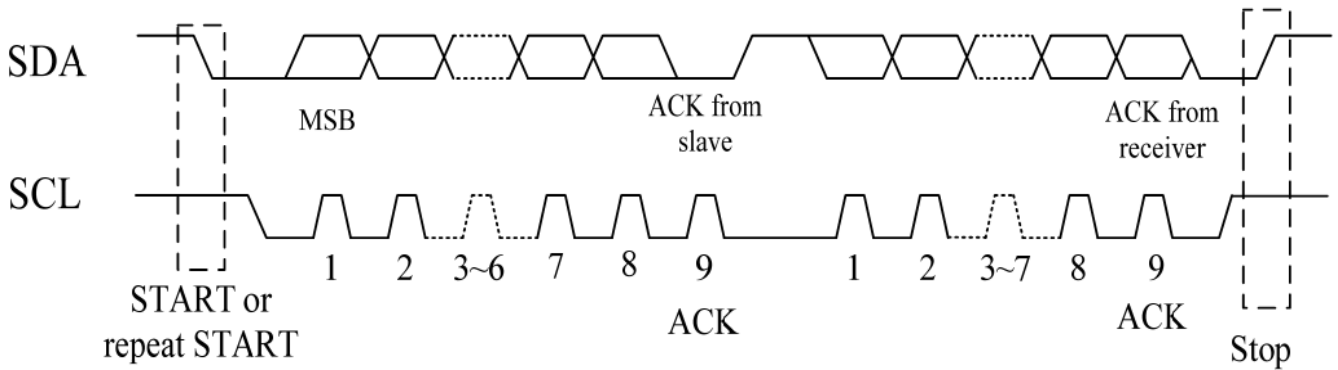 SDA
MSB
ACK from
slave
ACK from
receiver
SCL
1 2 3~6 7 8 9 1 2 3~7 8 9
START or
repeat START
ACK
ACK
Stop